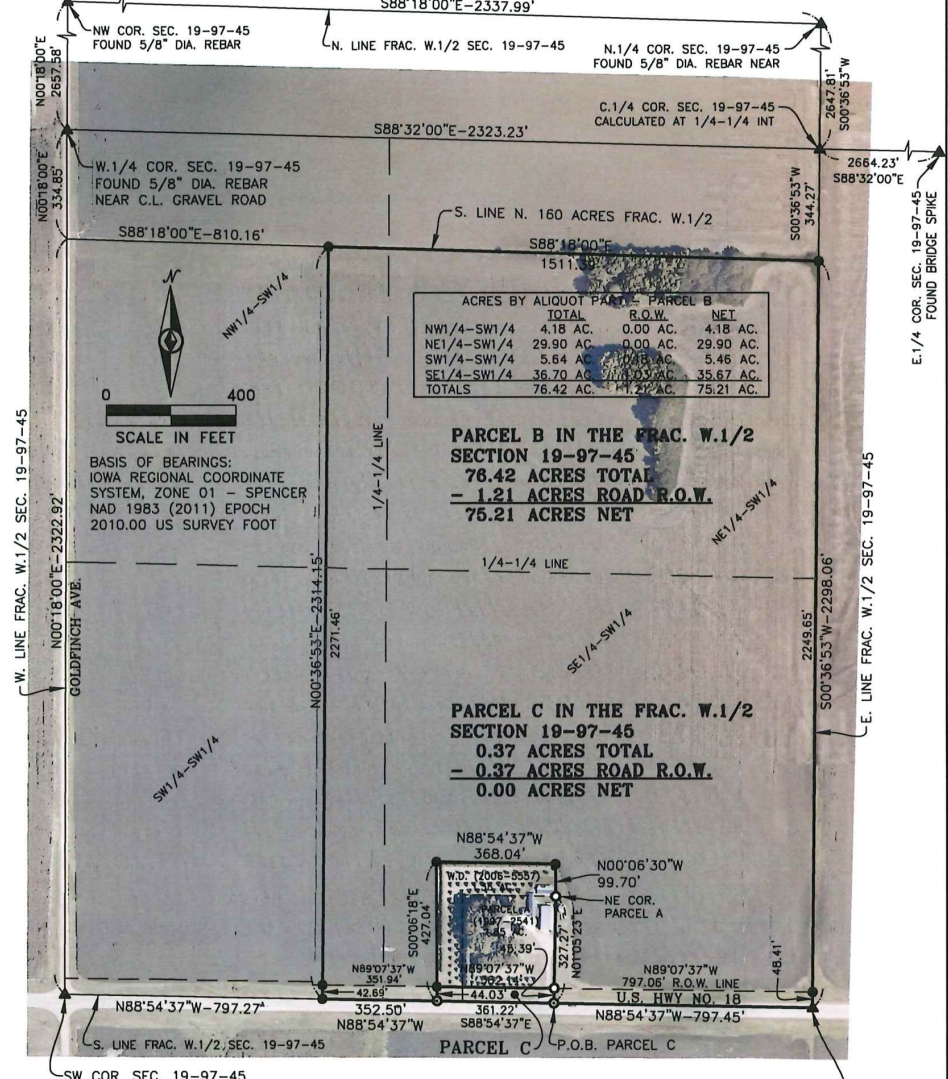 S88°18'00"E-2337.99'
NW COR. SEC. 19-97-45
FOUND 5/8" DIA. REBAR
N. LINE FRAC. W.1/2 SEC. 19-97-45
N.1/4 COR. SEC. 19-97-45
FOUND 5/8" DIA. REBAR NEAR
N00°18'00"E
2657.58'
2647.81'
S00°36'53"W
C.1/4 COR. SEC. 19-97-45
CALCULATED AT 1/4-1/4 INT
S88°32'00"E-2323.23'
2664.23'
S88°32'00"E
W.1/4 COR. SEC. 19-97-45
FOUND 5/8" DIA. REBAR
NEAR C.L. GRAVEL ROAD
N00°18'00"E
334.85'
S00°36'53"W
344.27'
E.1/4 COR. SEC. 19-97-45
FOUND BRIDGE SPIKE
S. LINE N. 160 ACRES FRAC. W.1/2
S88°18'00"E-810.16'
S88°18'00"E
N
NW1/4-SW1/4
ACRES BY ALIQUOT PART - PARCEL B
TOTAL R.O.W. NET
NW1/4-SW1/4 4.18 AC. 0.00 AC. 4.18 AC.
NE1/4-SW1/4 29.90 AC. 0.00 AC. 29.90 AC.
SW1/4-SW1/4 5.64 AC. 0.18 AC. 5.46 AC.
SE1/4-SW1/4 36.70 AC. 1.03 AC. 35.67 AC.
TOTALS 76.42 AC. 1.21 AC. 75.21 AC.
0 400
SCALE IN FEET
BASIS OF BEARINGS:
IOWA REGIONAL COORDINATE
SYSTEM, ZONE 01 - SPENCER
NAD 1983 (2011) EPOCH
2010.00 US SURVEY FOOT
1/4-1/4 LINE
PARCEL B IN THE FRAC. W.1/2
SECTION 19-97-45
76.42 ACRES TOTAL
- 1.21 ACRES ROAD R.O.W.
75.21 ACRES NET
NE1/4-SW1/4
W. LINE FRAC. W.1/2 SEC. 19-97-45
N00°18'00"E-2322.92'
GOLDFINCH AVE.
1/4-1/4 LINE
N00°36'53"E-2314.15'
2271.46'
2249.65'
S00°36'53"W-2298.06'
E. LINE FRAC. W.1/2 SEC. 19-97-45
SE1/4-SW1/4
SW1/4-SW1/4
PARCEL C IN THE FRAC. W.1/2
SECTION 19-97-45
0.37 ACRES TOTAL
- 0.37 ACRES ROAD R.O.W.
0.00 ACRES NET
N88°54'37"W
368.04'
N00°06'30"W
99.70'
W.D. (2006-5557)
NE COR.
PARCEL A
S00°06'18"E
427.04'
PARCEL A
327.27'
N01°05'23"E
N89°07'37"W
351.94'
N89°07'37"W
N89°07'37"W
797.06' R.O.W. LINE
48.41'
42.69'
44.03'
U.S. HWY NO. 18
N88°54'37"W-797.27'
352.50'
N88°54'37"W
361.22'
S88°54'37"E
N88°54'37"W-797.45'
S. LINE FRAC. W.1/2, SEC. 19-97-45
PARCEL C
P.O.B. PARCEL C
SW COR. SEC. 19-97-45